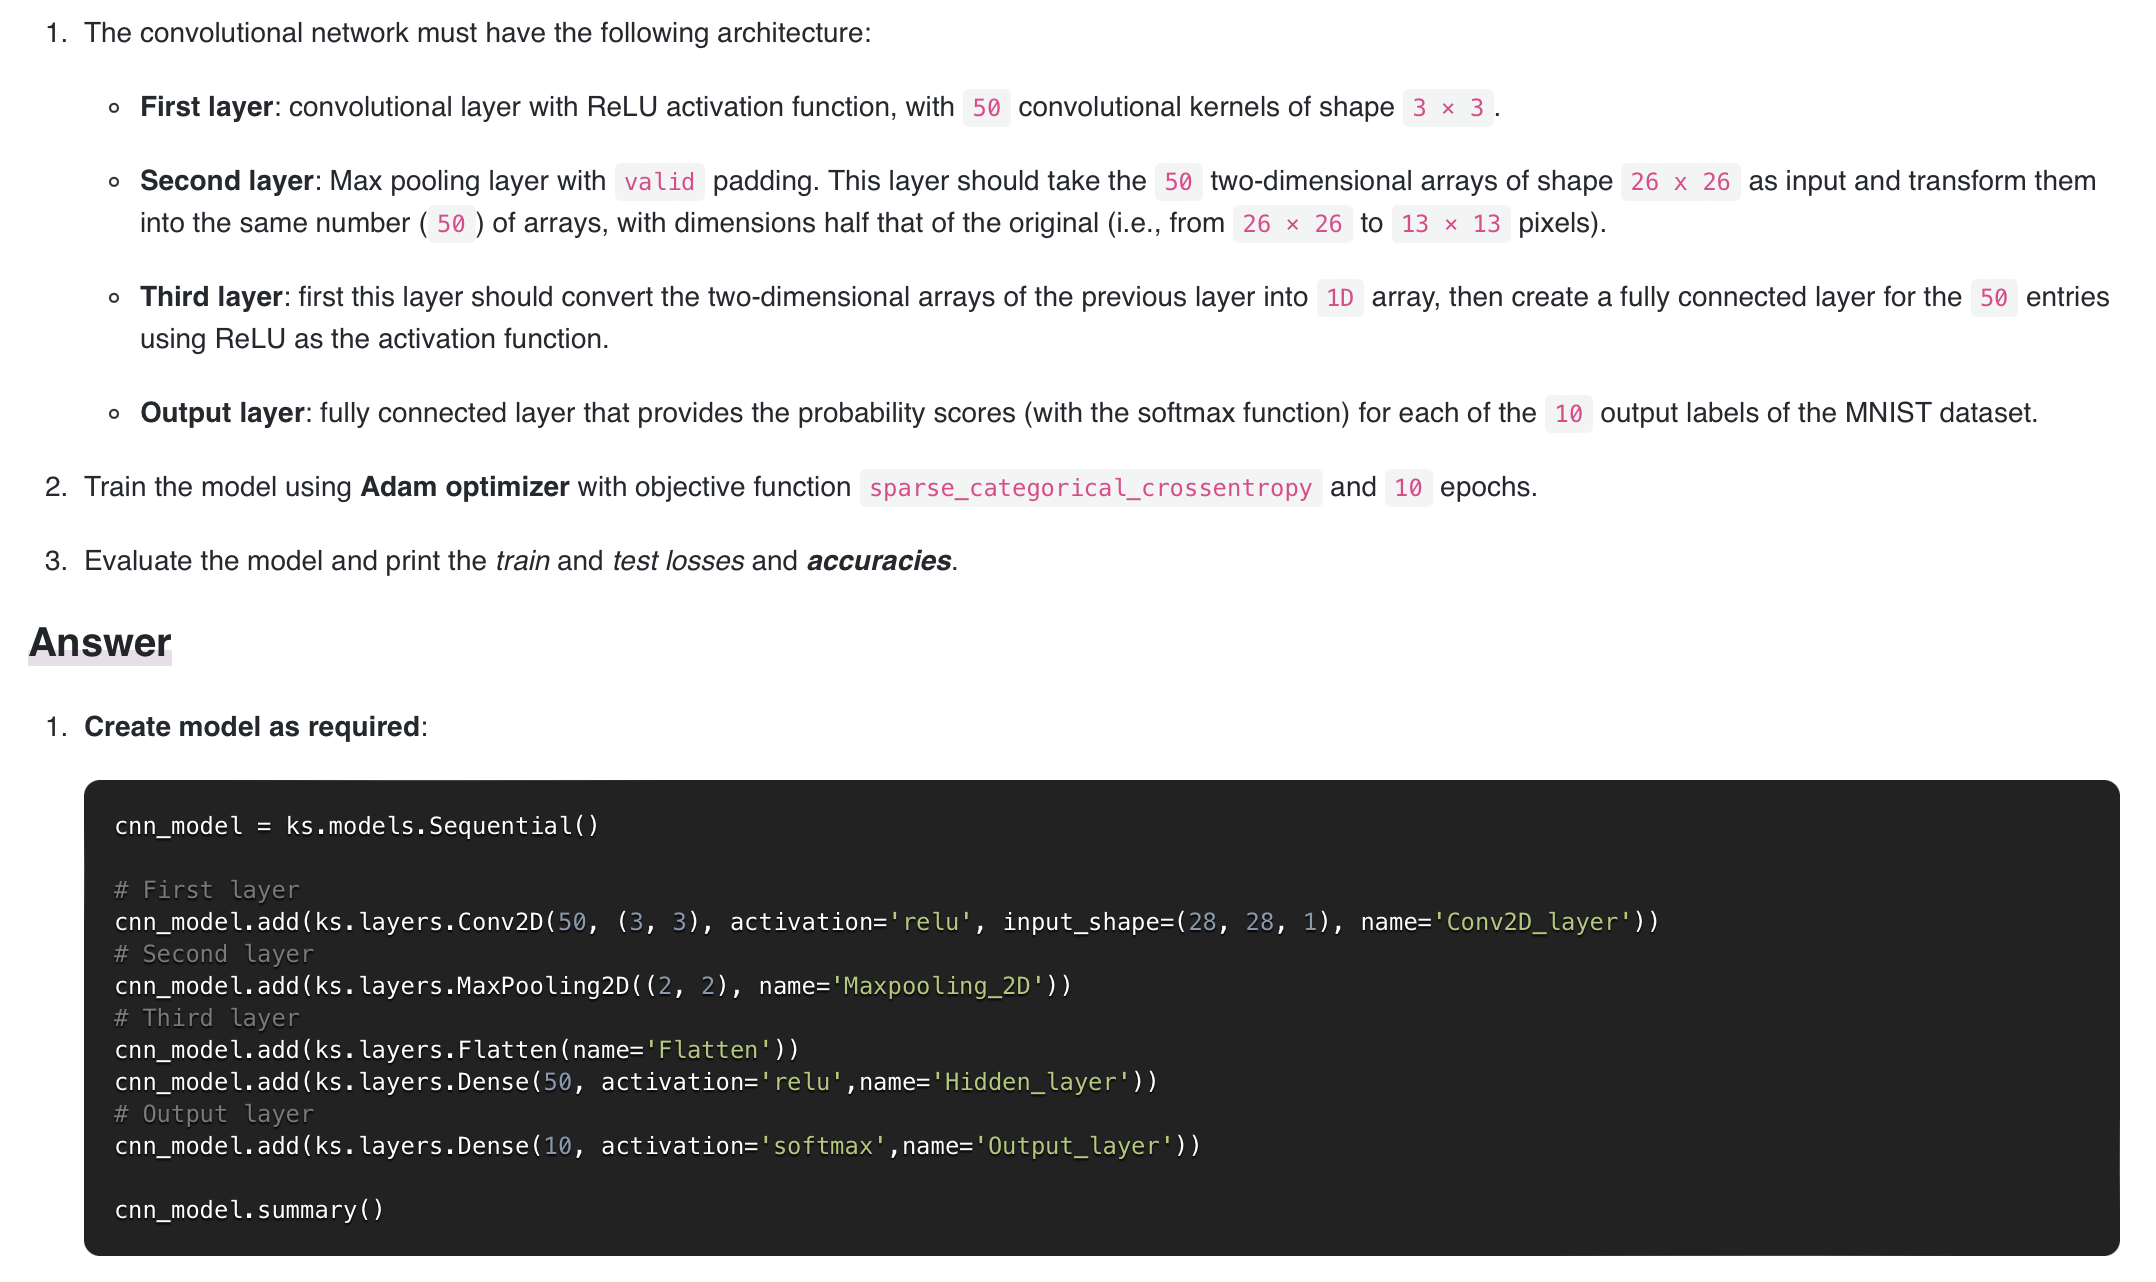 1. The convolutional network must have the following architecture:
First layer: convolutional layer with ReLU activation function, with 50 convolutional kernels of shape 3 × 3.
Second layer: Max pooling layer with valid padding. This layer should take the 50 two-dimensional arrays of shape 26 x 26 as input and transform them
into the same number (50) of arrays, with dimensions half that of the original (i.e., from 26 × 26 to 13 × 13 pixels).
Third layer: first this layer should convert the two-dimensional arrays of the previous layer into 1D array, then create a fully connected layer for the 50 entries
using ReLU as the activation function.
Output layer: fully connected layer that provides the probability scores (with the softmax function) for each of the 10 output labels of the MNIST dataset.
2. Train the model using Adam optimizer with objective function sparse_categorical_crossentropy and 10 epochs.
3. Evaluate the model and print the train and test losses and accuracies.
Answer
1. Create model as required:
cnn_model = ks.models.Sequential()
# First layer
cnn_model.add(ks.layers.Conv2D(50, (3, 3), activation='relu', input_shape=(28, 28, 1), name='Conv2D_layer'))
# Second layer
cnn_model.add(ks.layers.MaxPooling2D((2, 2), name='Maxpooling_2D'))
# Third layer
cnn_model.add(ks.layers.Flatten(name='Flatten'))
cnn_model.add(ks.layers.Dense(50, activation='relu',name='Hidden_layer'))
# Output layer
cnn_model.add(ks.layers.Dense(10, activation='softmax',name='Output_layer'))
cnn_model.summary()